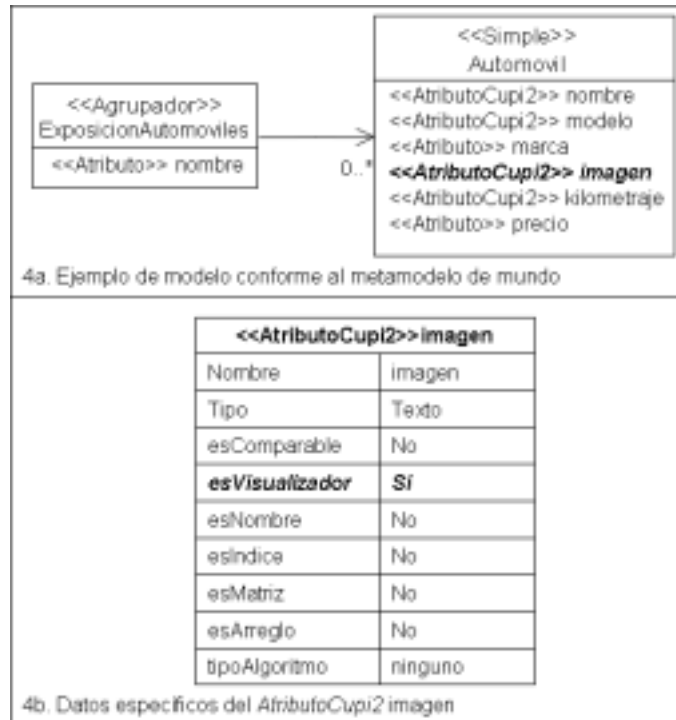 <<Agrupador>>
ExposicionAutomoviles
<<Atributo>> nombre
0..*
<<Simple>>
Automovil
<<AtributoCupi2>> nombre
<<AtributoCupi2>> modelo
<<Atributo>> marca
<<AtributoCupi2>> imagen
<<AtributoCupi2>> kilometraje
<<Atributo>> precio
4a. Ejemplo de modelo conforme al metamodelo de mundo
<<AtributoCupi2>>imagen
Nombre imagen
Tipo Texto
esComparable No
esVisualizador Sí
esNombre No
esIndice No
esMatriz No
esArreglo No
tipoAlgoritmo ninguno
4b. Datos específicos del AtributoCupi2 imagen